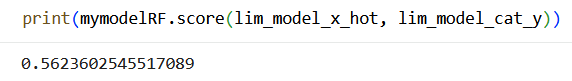 print(mymodelRF.score(lim_model_x_hot, lim_model_cat_y))
0.5623602545517089